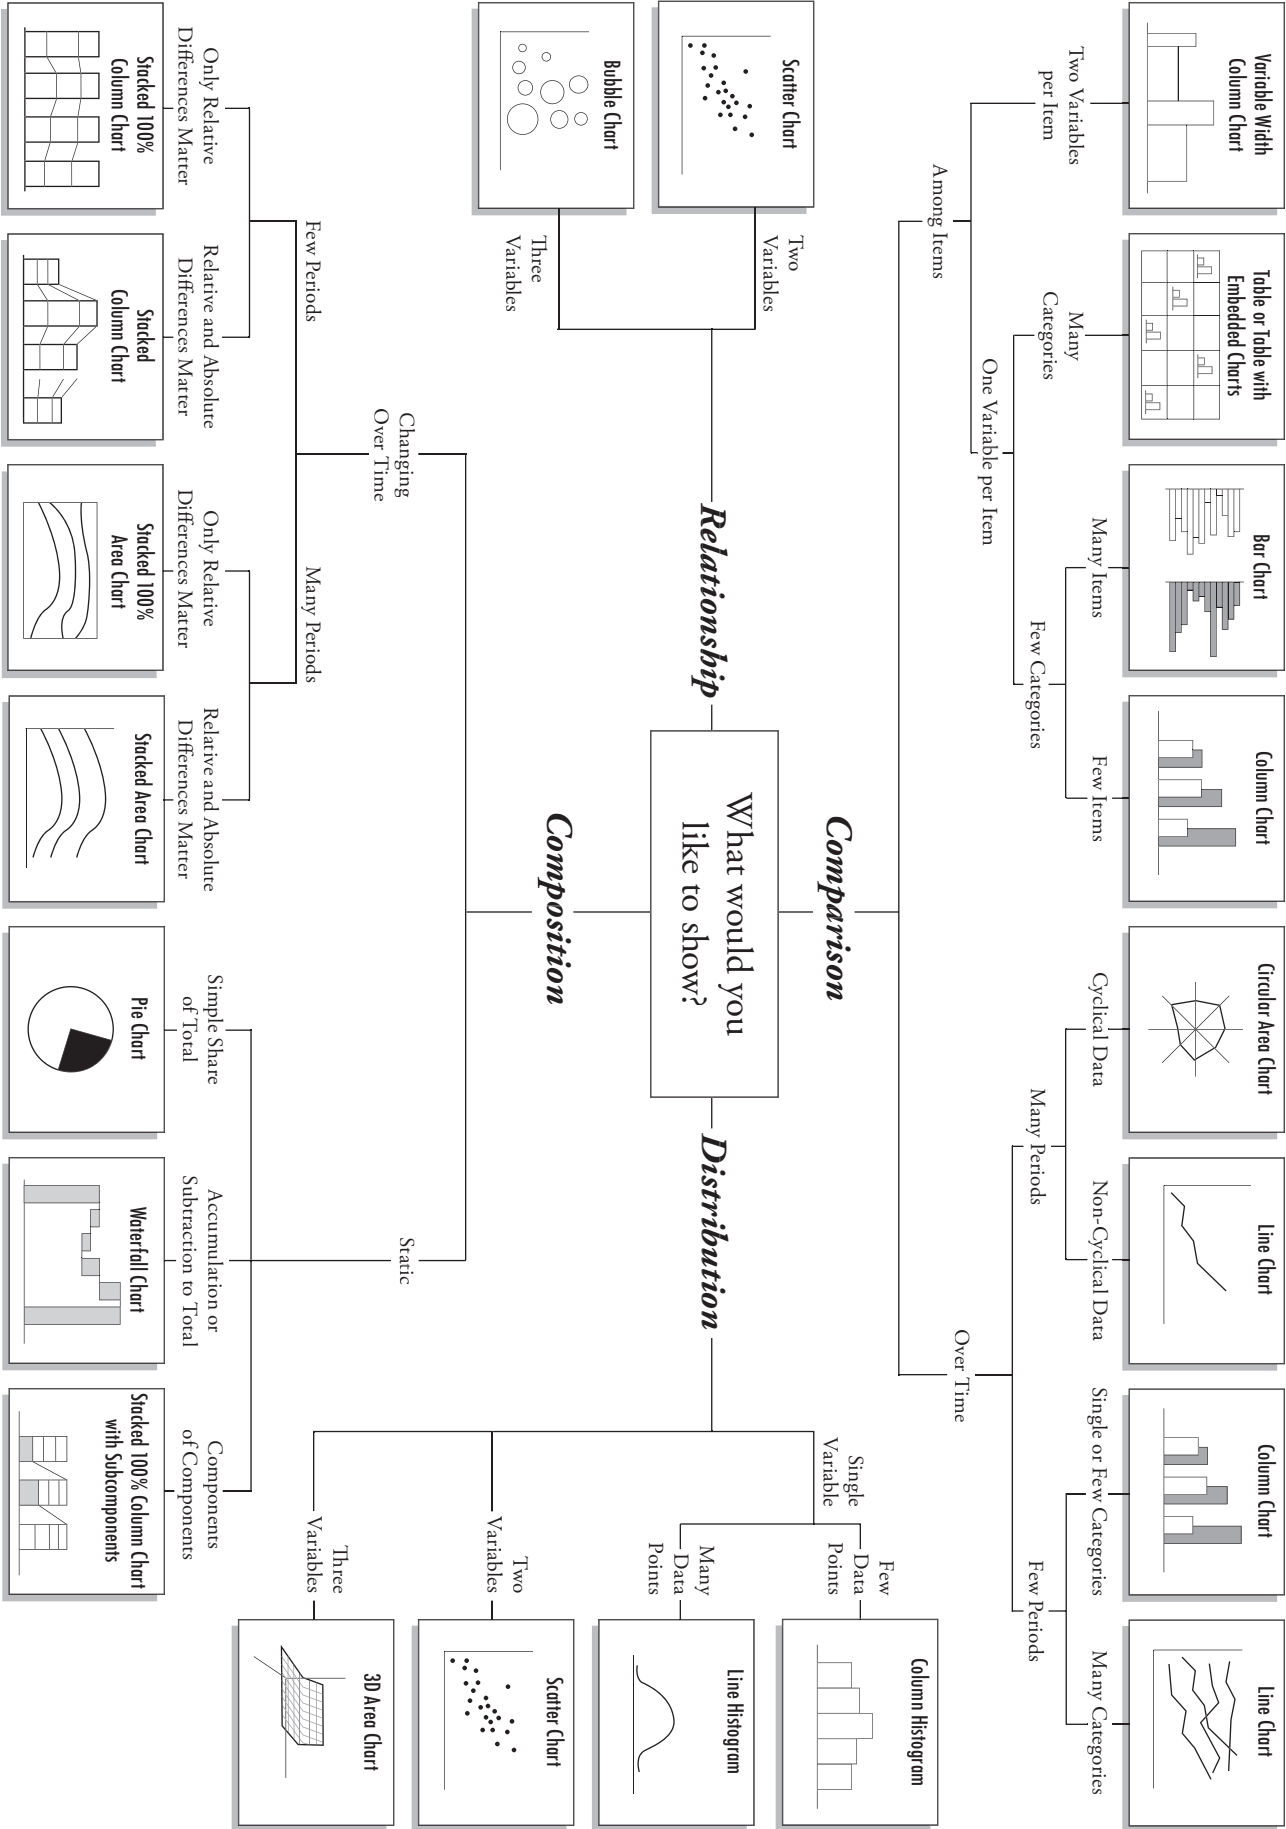 Variable Width
Column Chart
Table or Table with
Embedded Charts
Bar Chart
Column Chart
Circular Area Chart
Line Chart
Column Chart
Line Chart
Two Variables
per Item
Many
Categories
Many Items
Few Items
Cyclical Data
Non-Cyclical Data
Single or Few Categories
Many Categories
Few Categories
Many Periods
Few Periods
One Variable per Item
Among Items
Over Time
Scatter Chart
Two
Variables
Bubble Chart
Three
Variables
Relationship
Comparison
What would you
like to show?
Distribution
Composition
Single
Variable
Few
Data
Points
Column Histogram
Many
Data
Points
Line Histogram
Two
Variables
Scatter Chart
Three
Variables
3D Area Chart
Changing
Over Time
Static
Few Periods
Many Periods
Only Relative
Differences Matter
Relative and Absolute
Differences Matter
Only Relative
Differences Matter
Relative and Absolute
Differences Matter
Simple Share
of Total
Accumulation or
Subtraction to Total
Components
of Components
Stacked 100%
Column Chart
Stacked
Column Chart
Stacked 100%
Area Chart
Stacked Area Chart
Pie Chart
Waterfall Chart
Stacked 100% Column Chart
with Subcomponents